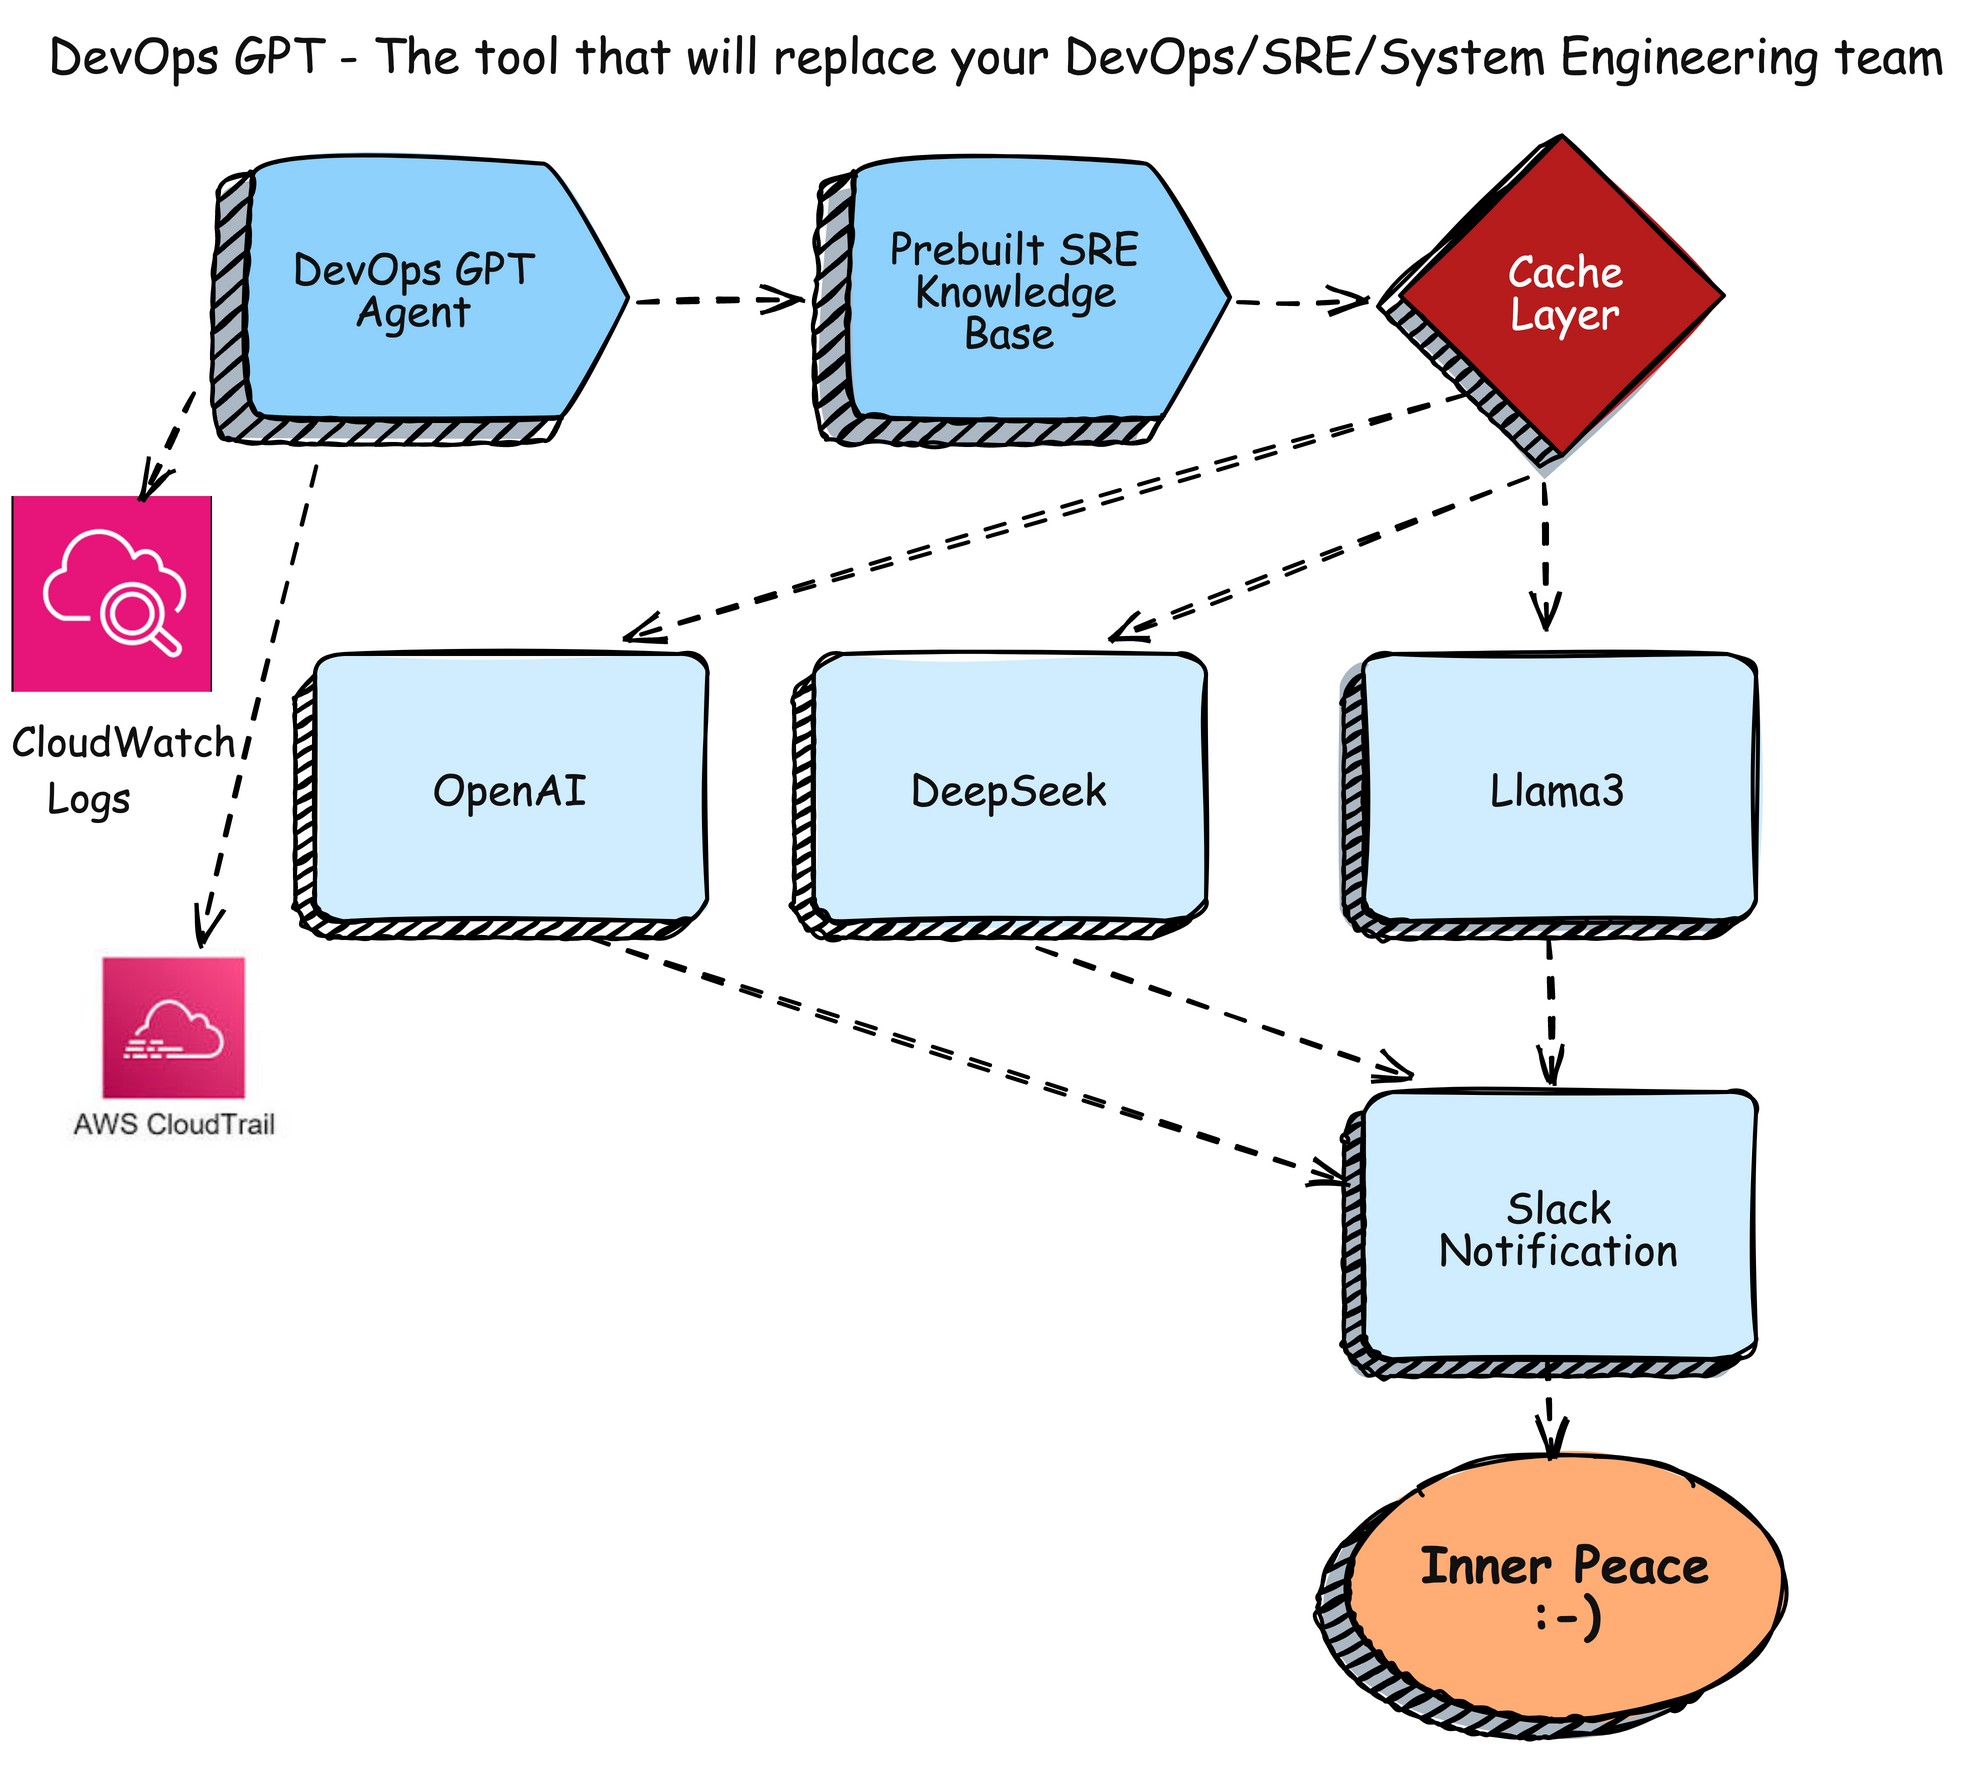 DevOps GPT - The tool that will replace your DevOps/SRE/System Engineering team
DevOps GPT
Agent
Prebuilt SRE
Knowledge
Base
Cache
Layer
CloudWatch
Logs
OpenAI
DeepSeek
Llama3
AWS CloudTrail
Slack
Notification
Inner Peace
:-)